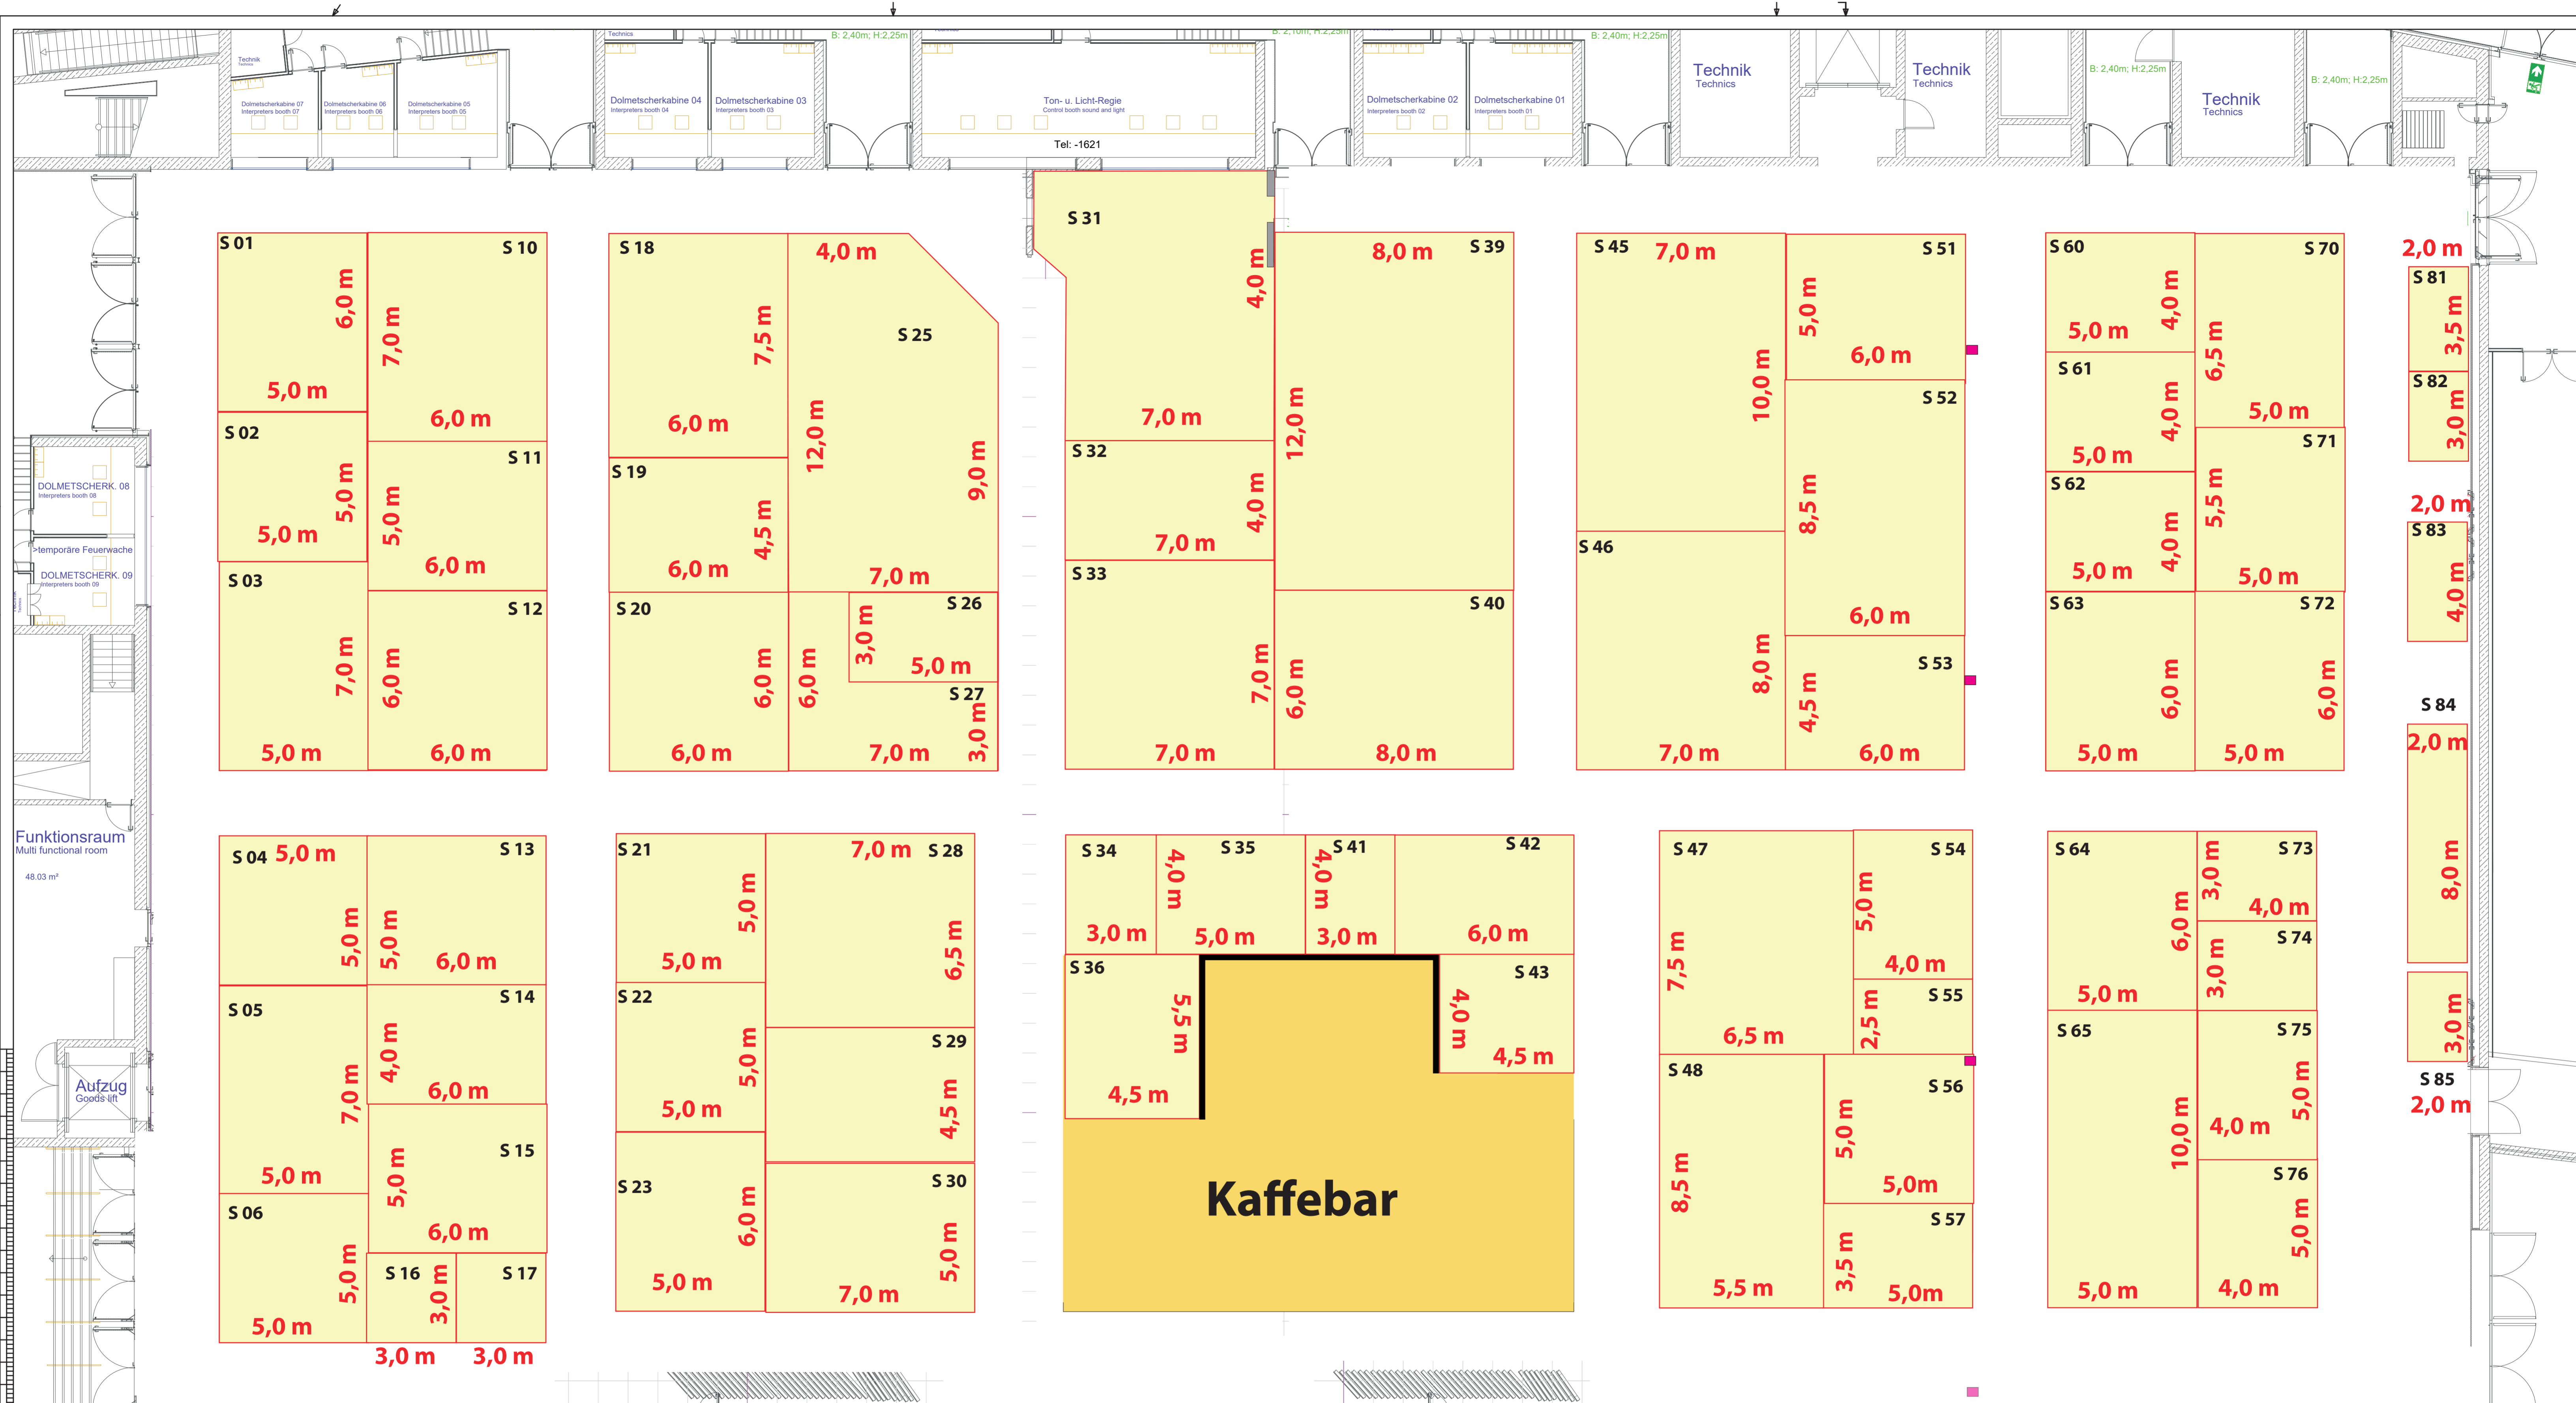 Technics
B: 2,40m; H:2,25m
B: 2,10m; H:2,25m
B: 2,40m; H:2,25m
Technik
Technics
Dolmetscherkabine 07
Interpreters booth 07
Dolmetscherkabine 06
Interpreters booth 06
Dolmetscherkabine 05
Interpreters booth 05
Dolmetscherkabine 04
Interpreters booth 04
Dolmetscherkabine 03
Interpreters booth 03
Ton- u. Licht-Regie
Control booth sound and light
Tel: -1621
Dolmetscherkabine 02
Interpreters booth 02
Dolmetscherkabine 01
Interpreters booth 01
Technik
Technics
Technik
Technics
B: 2,40m; H:2,25m
Technik
Technics
B: 2,40m; H:2,25m
S 01
6,0 m
5,0 m
S 10
7,0 m
6,0 m
S 02
5,0 m
5,0 m
S 11
5,0 m
6,0 m
S 03
7,0 m
5,0 m
S 12
6,0 m
6,0 m
S 18
7,5 m
6,0 m
4,0 m
S 25
12,0 m
9,0 m
7,0 m
S 19
4,5 m
6,0 m
S 20
6,0 m
6,0 m
S 26
3,0 m
5,0 m
S 27
6,0 m
3,0 m
7,0 m
S 31
4,0 m
7,0 m
S 32
4,0 m
7,0 m
S 33
7,0 m
7,0 m
8,0 m
S 39
12,0 m
S 40
6,0 m
8,0 m
S 45
7,0 m
10,0 m
S 46
8,0 m
7,0 m
S 51
5,0 m
6,0 m
S 52
8,5 m
6,0 m
S 53
4,5 m
6,0 m
S 60
4,0 m
5,0 m
S 61
4,0 m
5,0 m
S 62
4,0 m
5,0 m
S 63
6,0 m
5,0 m
S 70
6,5 m
5,0 m
S 71
5,5 m
5,0 m
S 72
6,0 m
5,0 m
2,0 m
S 81
3,5 m
S 82
3,0 m
2,0 m
S 83
4,0 m
S 84
2,0 m
8,0 m
3,0 m
S 85
2,0 m
DOLMETSCHERK. 08
Interpreters booth 08
>temporäre Feuerwache
DOLMETSCHERK. 09
Interpreters booth 09
Funktionsraum
Multi functional room
48.03 m²
Aufzug
Goods lift
S 04
5,0 m
5,0 m
S 13
5,0 m
6,0 m
S 05
7,0 m
5,0 m
S 14
4,0 m
6,0 m
S 15
5,0 m
6,0 m
S 06
5,0 m
5,0 m
S 16
3,0 m
S 17
3,0 m
3,0 m
S 21
5,0 m
5,0 m
7,0 m
S 28
6,5 m
S 22
5,0 m
5,0 m
S 29
4,5 m
S 23
6,0 m
5,0 m
S 30
5,0 m
7,0 m
S 34
3,0 m
4,0 m
S 35
5,0 m
4,0 m
S 41
3,0 m
S 42
6,0 m
S 36
5,5 m
4,5 m
S 43
4,0 m
4,5 m
Kaffebar
S 47
7,5 m
6,5 m
S 54
5,0 m
4,0 m
S 55
2,5 m
S 48
8,5 m
5,5 m
S 56
5,0 m
5,0m
S 57
3,5 m
5,0m
S 64
6,0 m
5,0 m
S 73
3,0 m
4,0 m
S 74
3,0 m
S 65
10,0 m
5,0 m
S 75
5,0 m
4,0 m
S 76
5,0 m
4,0 m